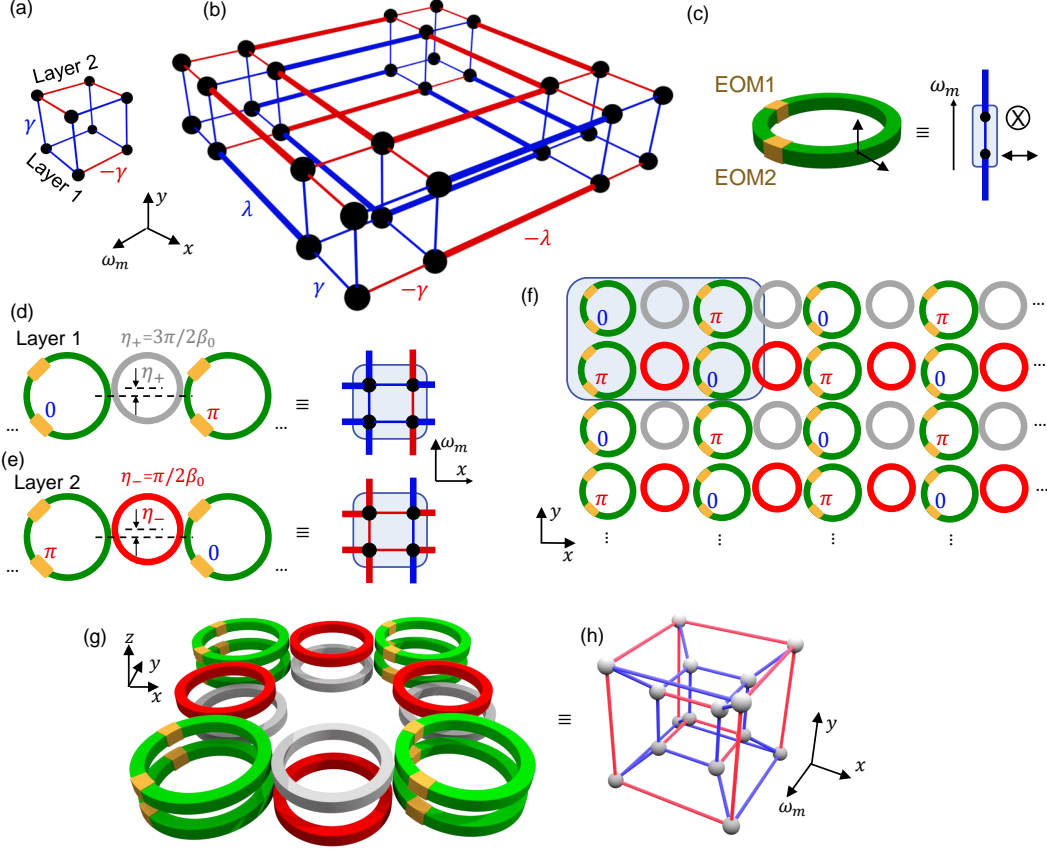 (a)
Layer 2
γ
Layer 1
−γ
y
x
ω_m
(b)
λ
γ
−γ
−λ
(c)
EOM1
EOM2
≡
ω_m
(d)
Layer 1
η₊=3π/2β₀
η₊
0
π
...
...
≡
ω_m
x
(e)
Layer 2
η₋=π/2β₀
η₋
π
0
...
...
≡
(f)
0 π 0 π ...
π 0 π 0 ...
0 π 0 π ...
π 0 π 0 ...
y
x
⋮ ⋮ ⋮ ⋮
(g)
z
y
x
≡
(h)
y
x
ω_m